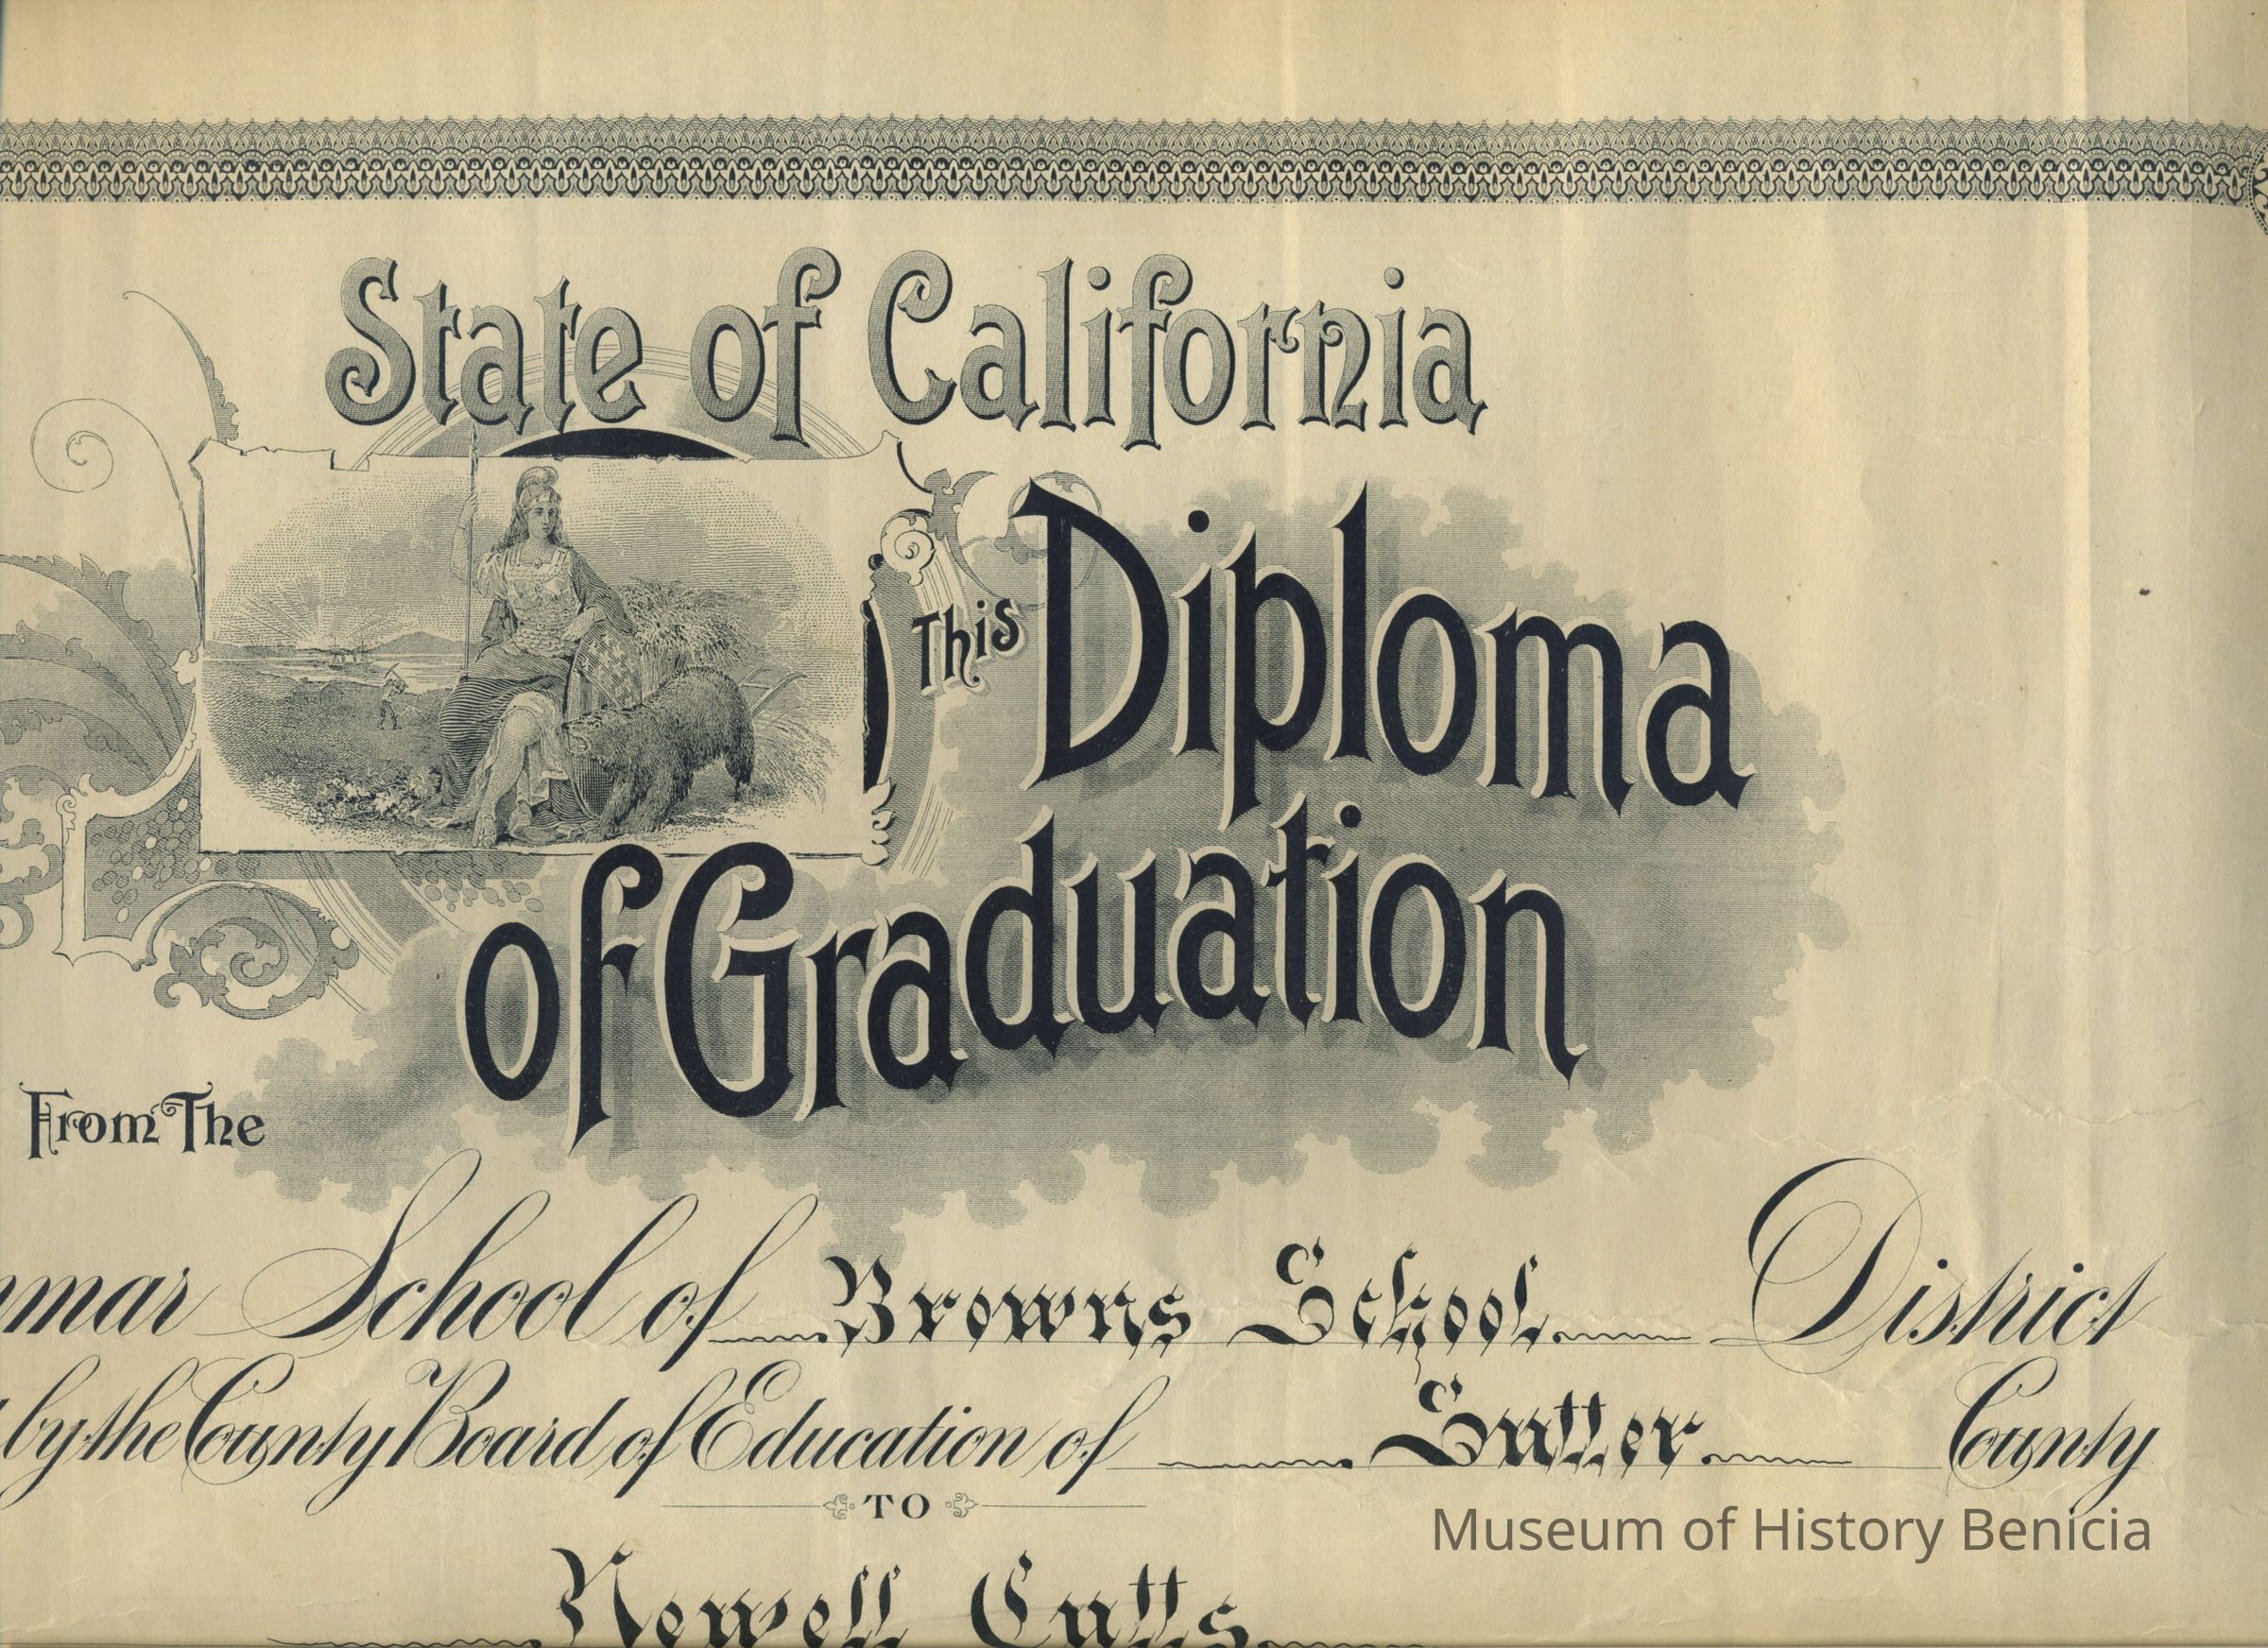 State of California
This Diploma
of Graduation
From The
mmar School of Browns School District
by the County Board of Education of Sutter County
TO
Newell Cutts
Museum of History Benicia